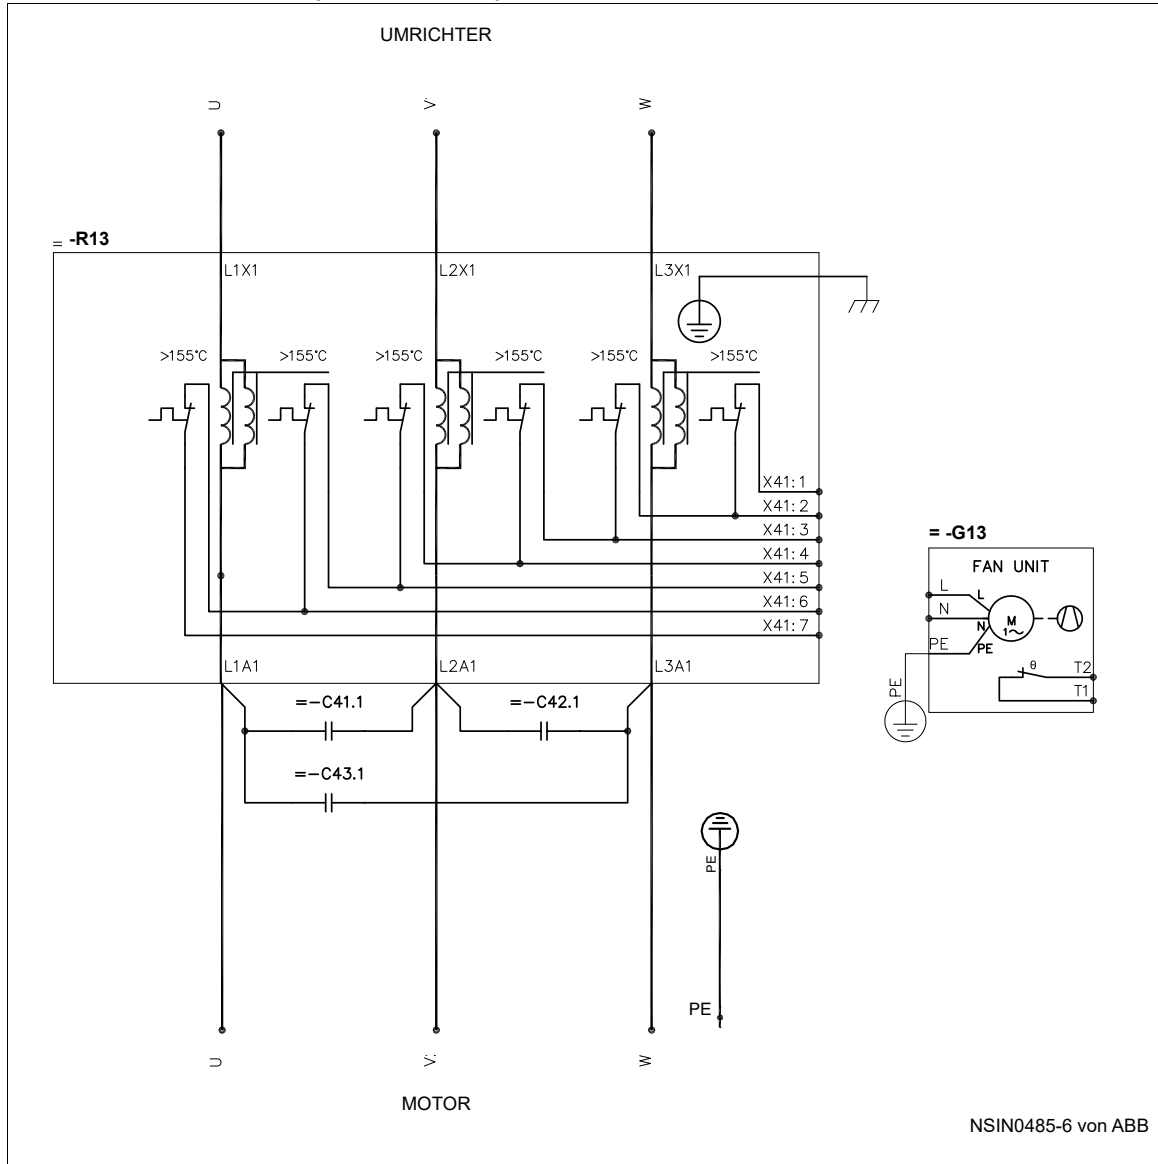 UMRICHTER
U V W
= -R13
L1X1 L2X1 L3X1
>155°C >155°C >155°C >155°C >155°C >155°C
X41:1
X41:2
X41:3
X41:4
X41:5
X41:6
X41:7
L1A1 L2A1 L3A1
=-C41.1 =-C42.1
=-C43.1
= -G13
FAN UNIT
L L
N N
PE PE
M
1~
θ
T2
T1
PE
PE
PE
U V W
MOTOR
NSIN0485-6 von ABB